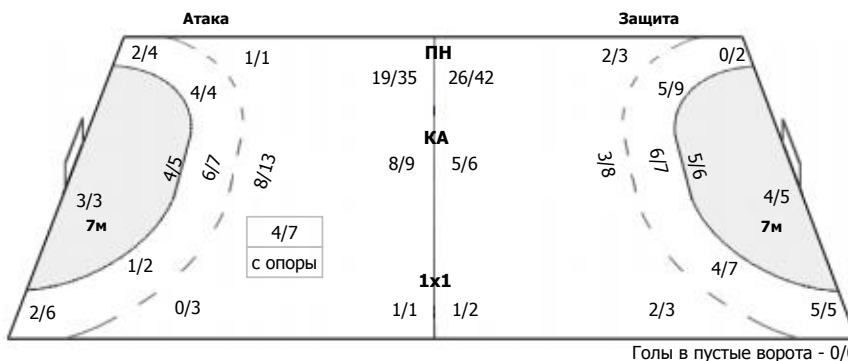 Атака Защита
2/4 1/1 ПН 2/3 0/2
19/35 26/42
4/4 5/9
КА
4/5 6/7 8/13 8/9 5/6 3/8 6/7 5/6
3/3 4/5
7м 7м
4/7
с опоры
1/2 4/7
1х1
2/6 0/3 1/1 1/2 2/3 5/5
Голы в пустые ворота - 0/